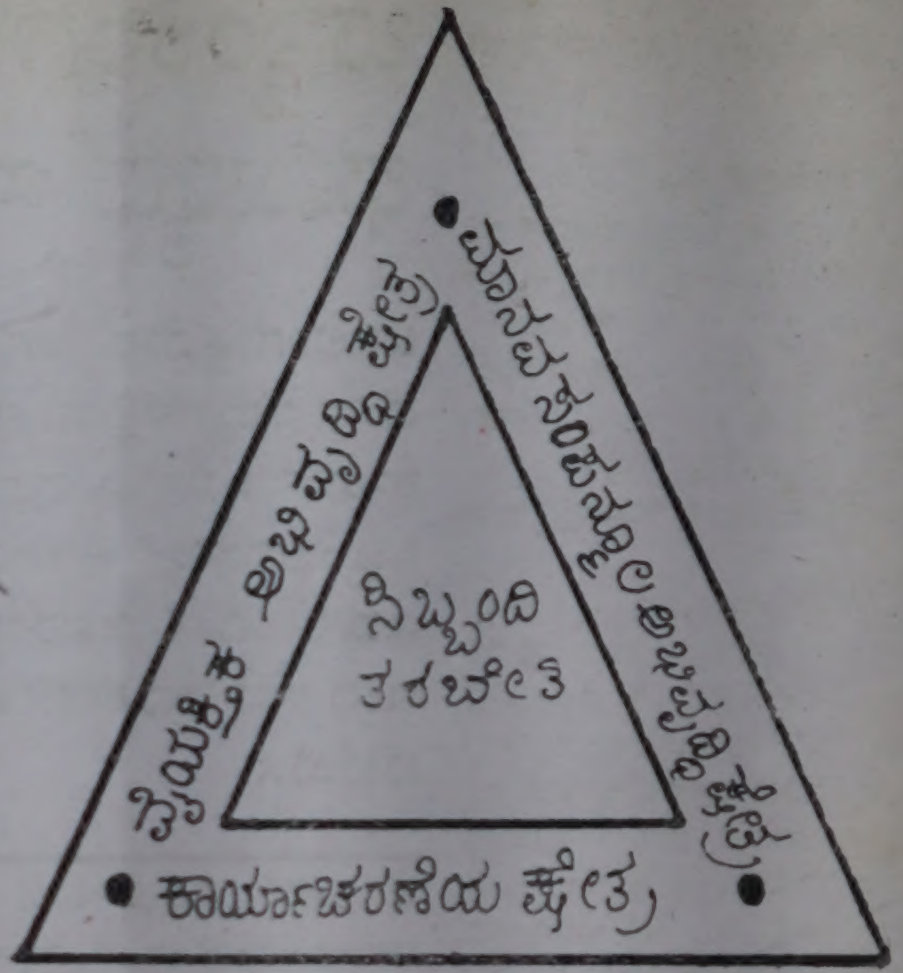 ವೈಯಕ್ತಿಕ ಅಭಿವೃದ್ಧಿ ಕ್ಷೇತ್ರ
ಮಾನವ ಸಂಪನ್ಮೂಲ ಅಭಿವೃದ್ಧಿ ಕ್ಷೇತ್ರ
ಸಿಬ್ಬಂದಿ
ತರಬೇತಿ
ಕಾರ್ಯಾಚರಣೆಯ ಕ್ಷೇತ್ರ